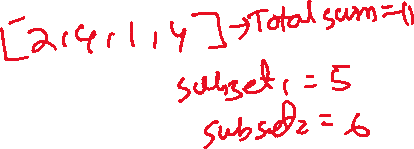 [2,4,1,4] → Total sum = 11
subset₁ = 5
subset₂ = 6